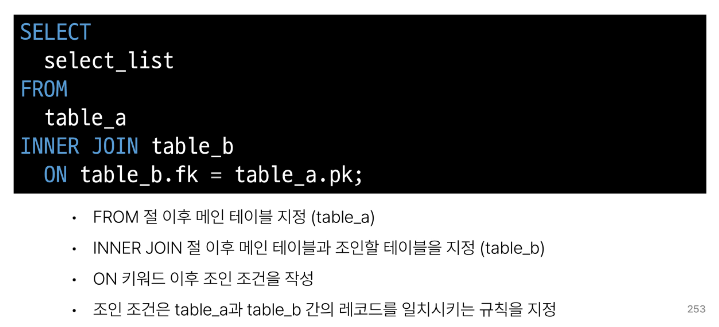 SELECT
select_list
FROM
table_a
INNER JOIN table_b
ON table_b.fk = table_a.pk;
• FROM 절 이후 메인 테이블 지정 (table_a)
• INNER JOIN 절 이후 메인 테이블과 조인할 테이블을 지정 (table_b)
• ON 키워드 이후 조인 조건을 작성
• 조인 조건은 table_a과 table_b 간의 레코드를 일치시키는 규칙을 지정
253